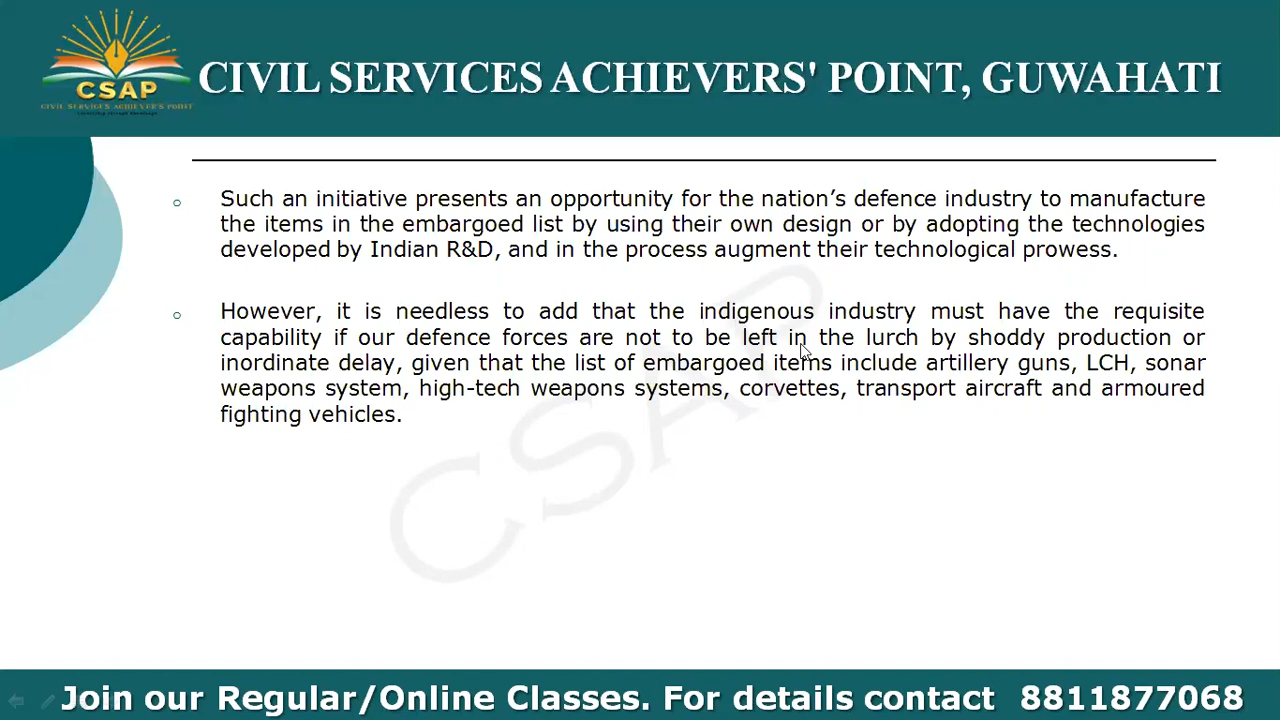 CSAP
CIVIL SERVICES ACHIEVER'S POINT
CIVIL SERVICES ACHIEVERS' POINT, GUWAHATI
o Such an initiative presents an opportunity for the nation’s defence industry to manufacture
the items in the embargoed list by using their own design or by adopting the technologies
developed by Indian R&D, and in the process augment their technological prowess.
o However, it is needless to add that the indigenous industry must have the requisite
capability if our defence forces are not to be left in the lurch by shoddy production or
inordinate delay, given that the list of embargoed items include artillery guns, LCH, sonar
weapons system, high-tech weapons systems, corvettes, transport aircraft and armoured
fighting vehicles.
CSAP
Join our Regular/Online Classes. For details contact 8811877068